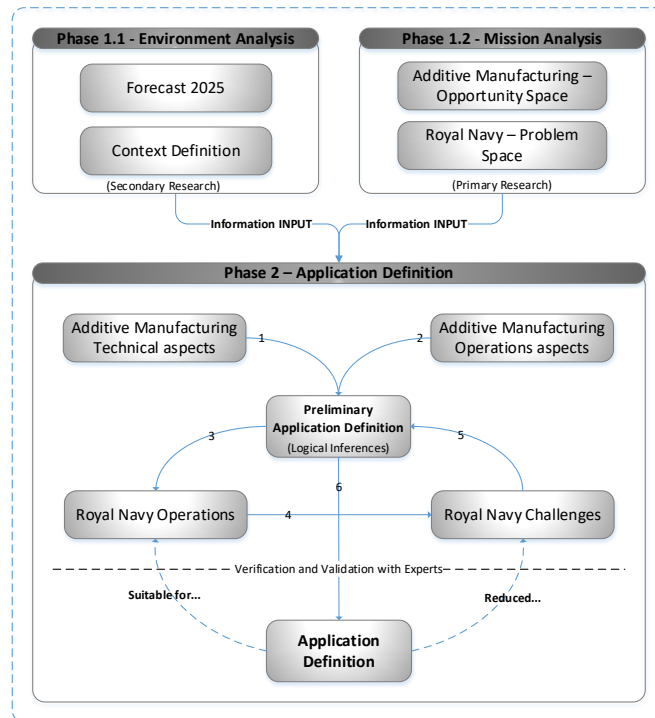 Phase 1.1 - Environment Analysis
Forecast 2025
Context Definition
(Secondary Research)
Phase 1.2 - Mission Analysis
Additive Manufacturing –
Opportunity Space
Royal Navy – Problem
Space
(Primary Research)
Information INPUT
Information INPUT
Phase 2 – Application Definition
Additive Manufacturing
Technical aspects
1
2
Additive Manufacturing
Operations aspects
Preliminary
Application Definition
(Logical Inferences)
3
5
6
Royal Navy Operations
4
Royal Navy Challenges
Verification and Validation with Experts
Suitable for...
Reduced...
Application
Definition